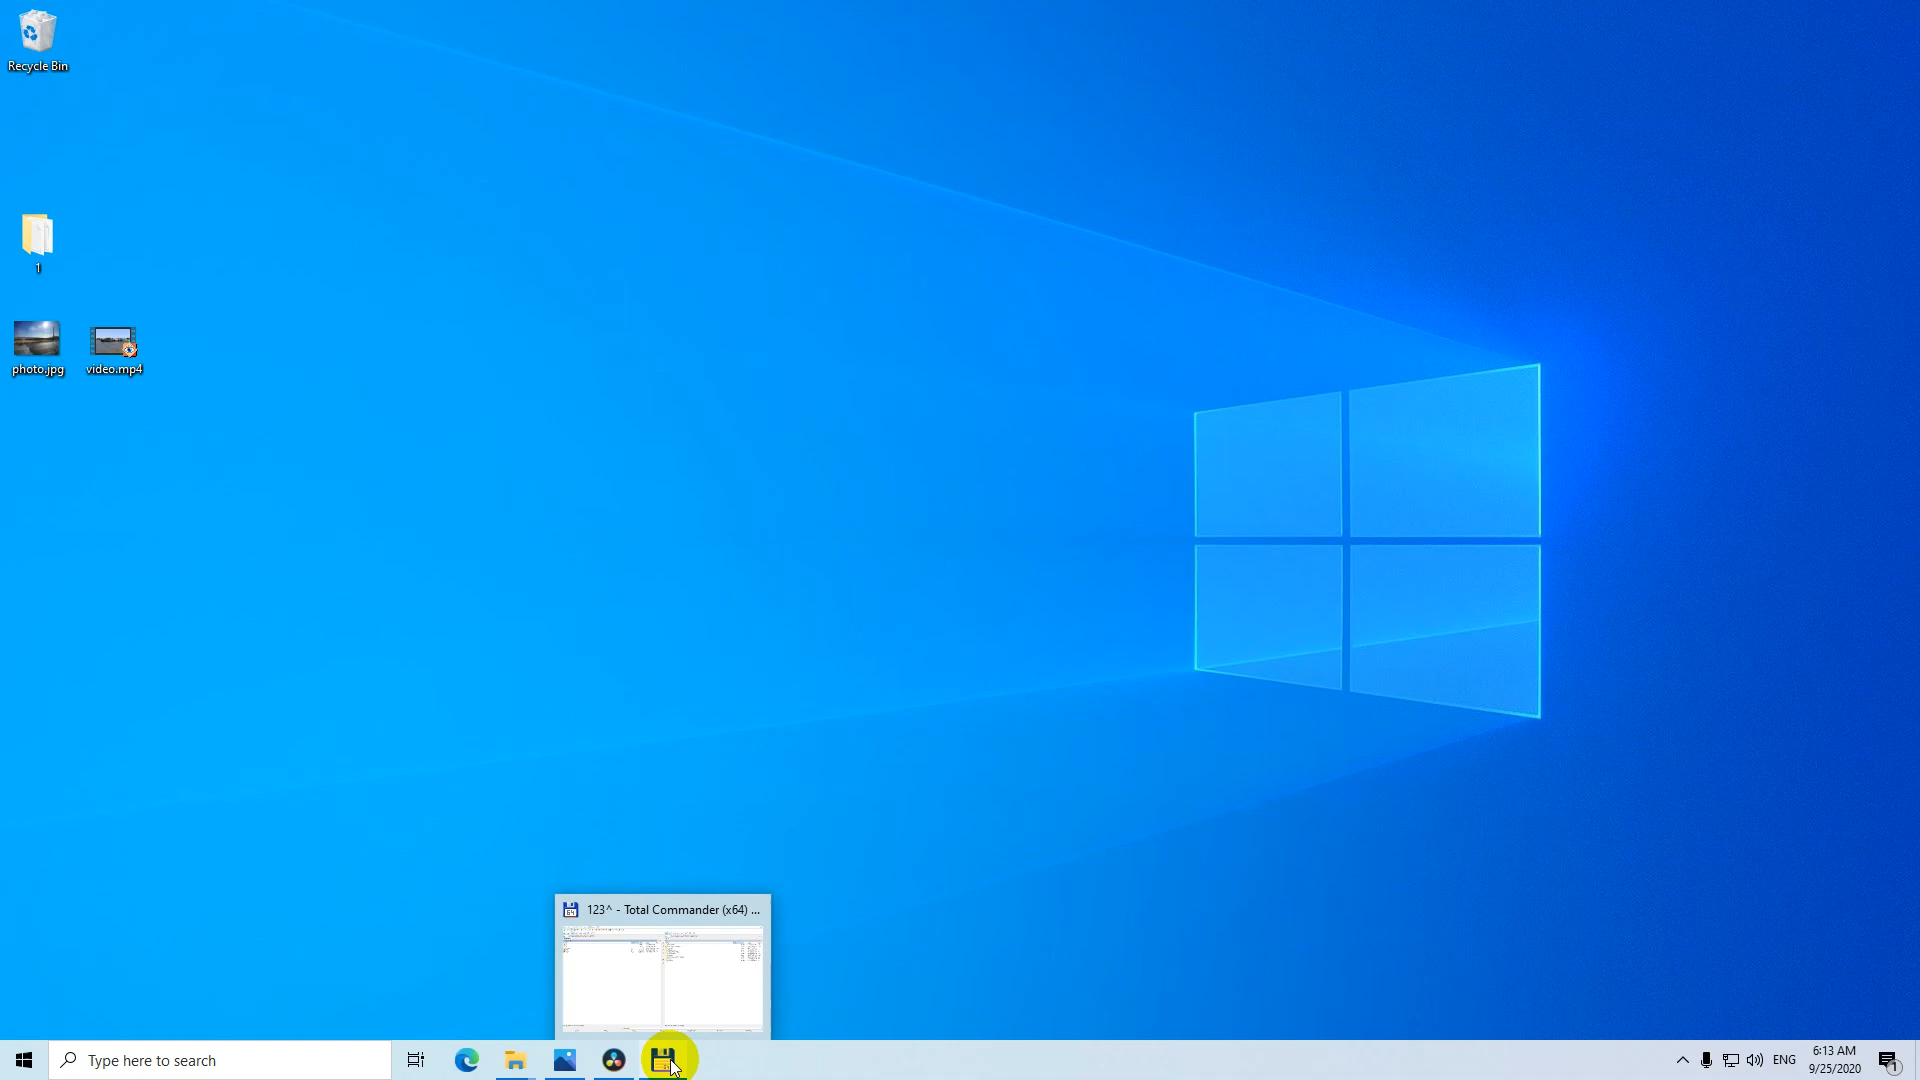 Recycle Bin
1
photo.jpg
video.mp4
123^ - Total Commander (x64) ...
Type here to search
ENG
6:13 AM
9/25/2020
1